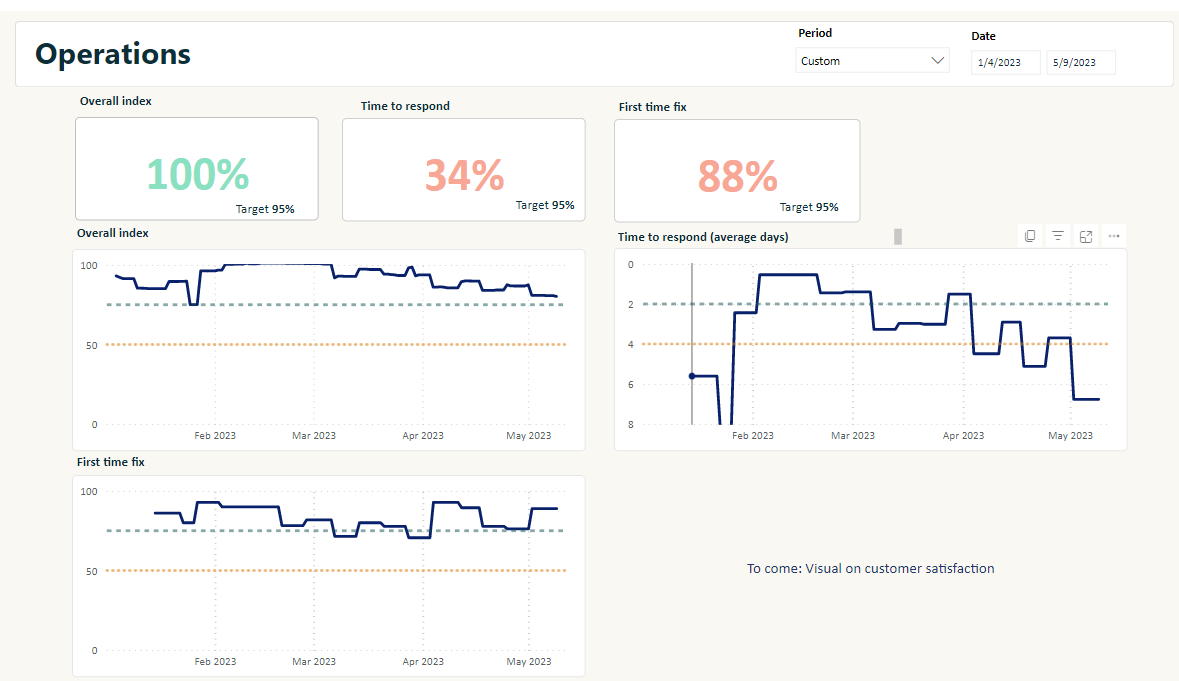 Operations
Period
Custom
Date
1/4/2023
5/9/2023
Overall index
100%
Target 95%
Time to respond
34%
Target 95%
First time fix
88%
Target 95%
Overall index
100
50
0
Feb 2023
Mar 2023
Apr 2023
May 2023
Time to respond (average days)
0
2
4
6
8
Feb 2023
Mar 2023
Apr 2023
May 2023
First time fix
100
50
0
Feb 2023
Mar 2023
Apr 2023
May 2023
To come: Visual on customer satisfaction